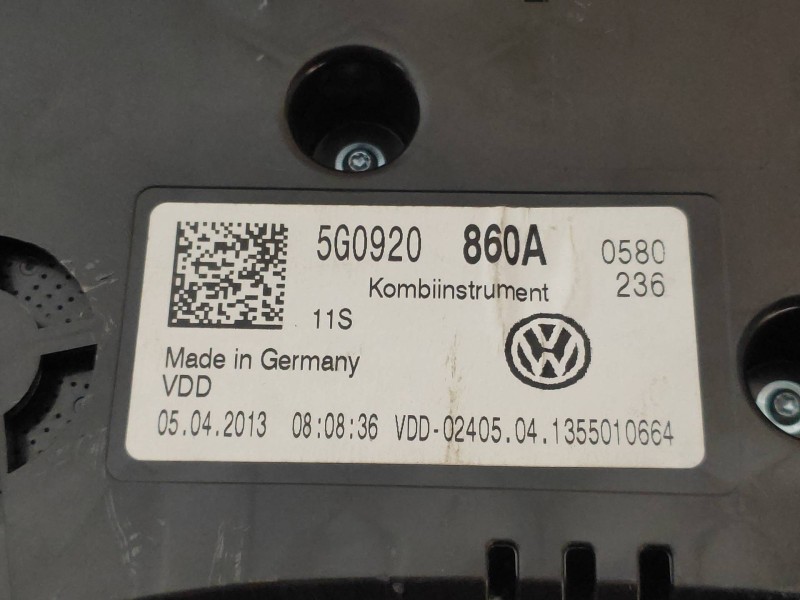 5G0920 860A 0580
Kombiinstrument 236
11S
Made in Germany
VDD
05.04.2013 08:08:36 VDD-02405.04.1355010664